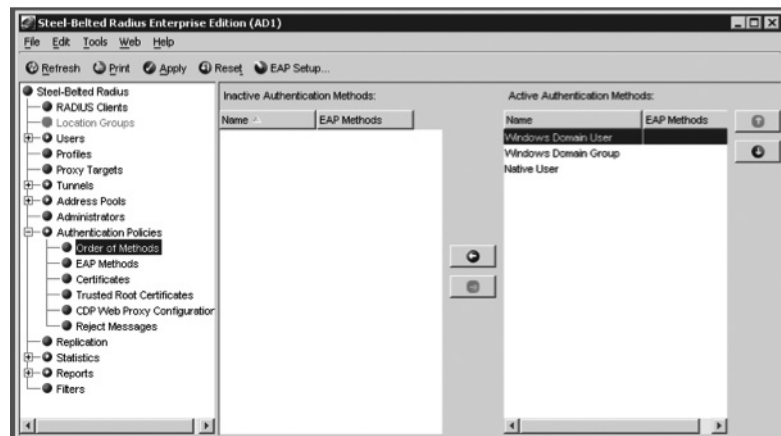 Steel-Belted Radius Enterprise Edition (AD1)
File Edit Tools Web Help
Refresh Print Apply Reset EAP Setup...
Steel-Belted Radius
RADIUS Clients
Location Groups
Users
Profiles
Proxy Targets
Tunnels
Address Pools
Administrators
Authentication Policies
Order of Methods
EAP Methods
Certificates
Trusted Root Certificates
CDP Web Proxy Configuration
Reject Messages
Replication
Statistics
Reports
Filters
Inactive Authentication Methods:
Name EAP Methods
Active Authentication Methods:
Name EAP Methods
Windows Domain User
Windows Domain Group
Native User